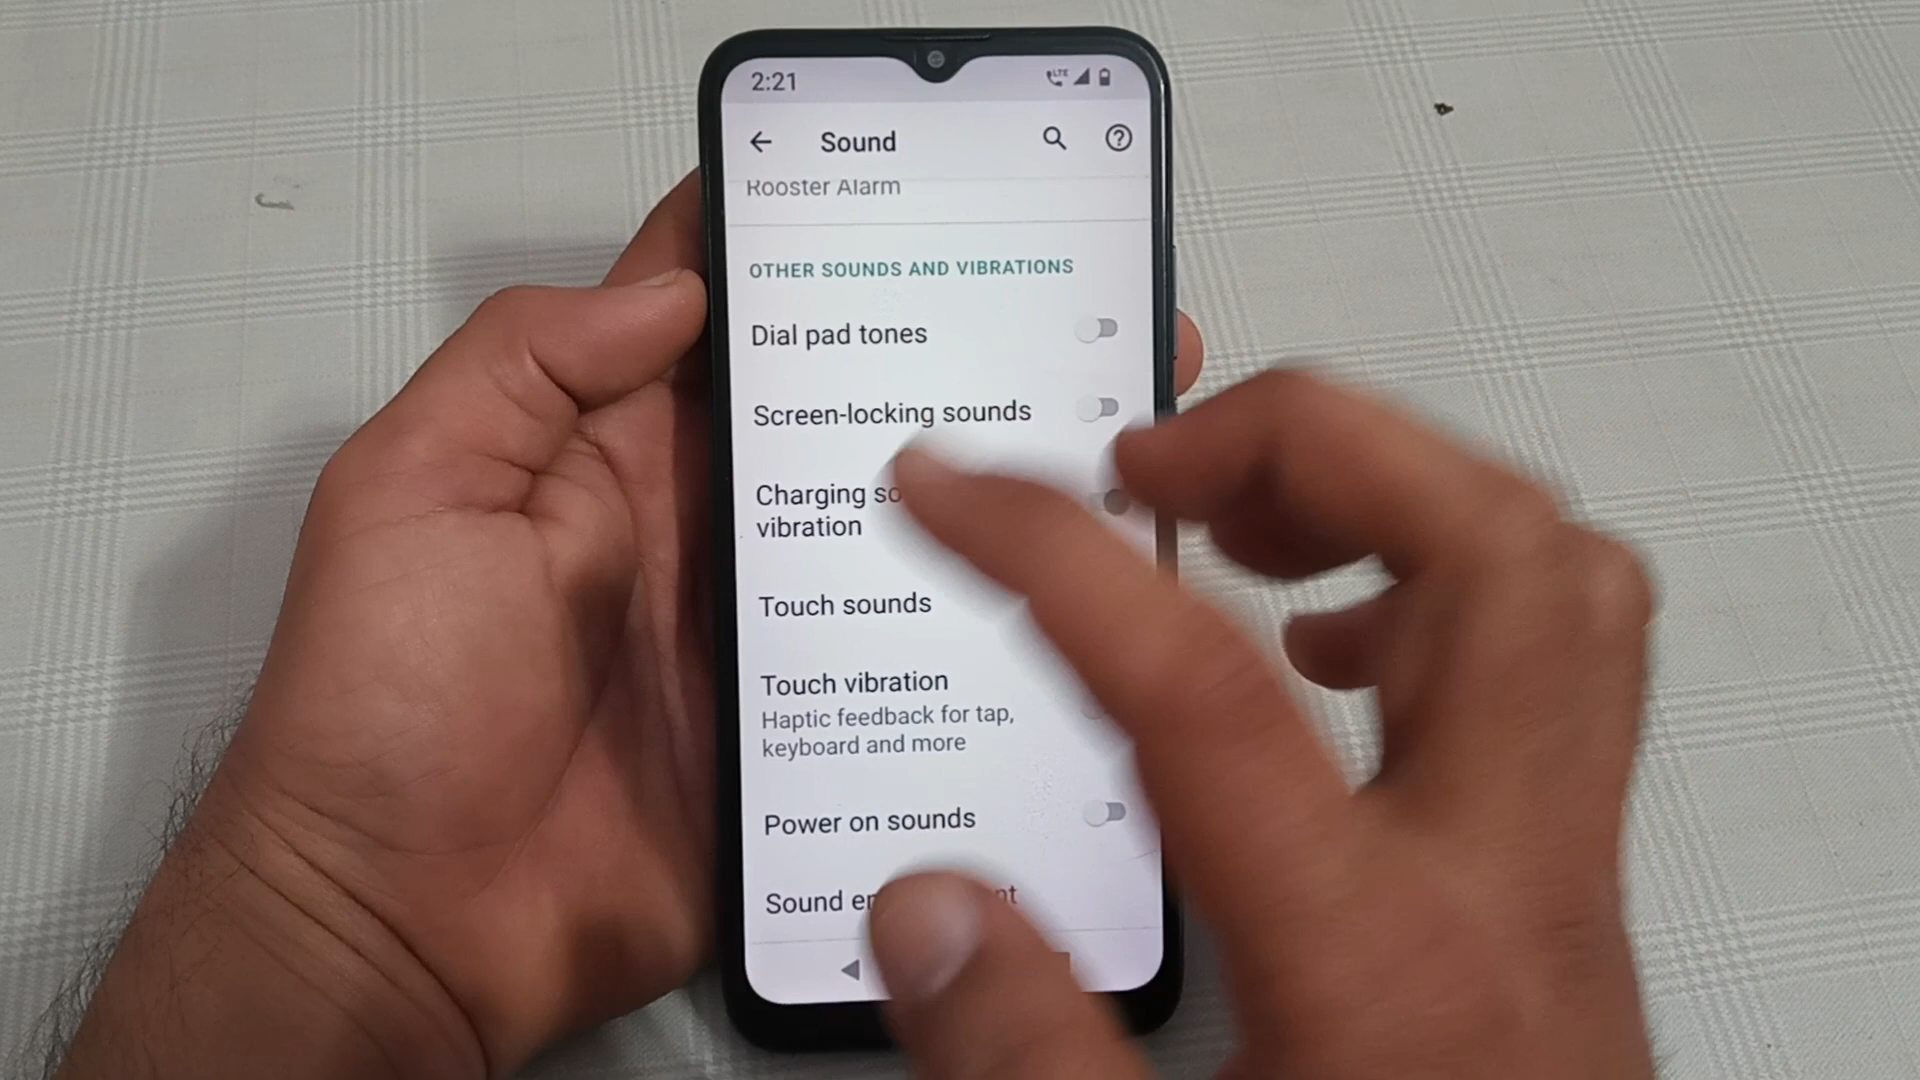 2:21
LTE
Sound
Rooster Alarm
OTHER SOUNDS AND VIBRATIONS
Dial pad tones
Screen-locking sounds
Charging
vibration
Touch sounds
Touch vibration
Haptic feedback for tap,
keyboard and more
Power on sounds
Sound